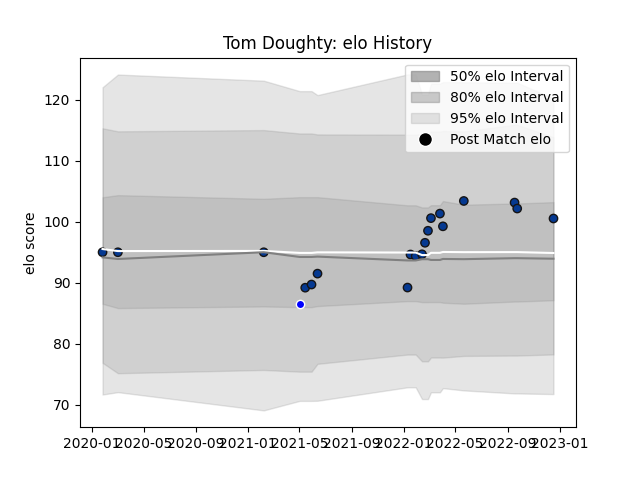 Tom Doughty: elo History
50% elo Interval
80% elo Interval
95% elo Interval
Post Match elo
elo score
120
110
100
90
80
70
2020-01 2020-05 2020-09 2021-01 2021-05 2021-09 2022-01 2022-05 2022-09 2023-01